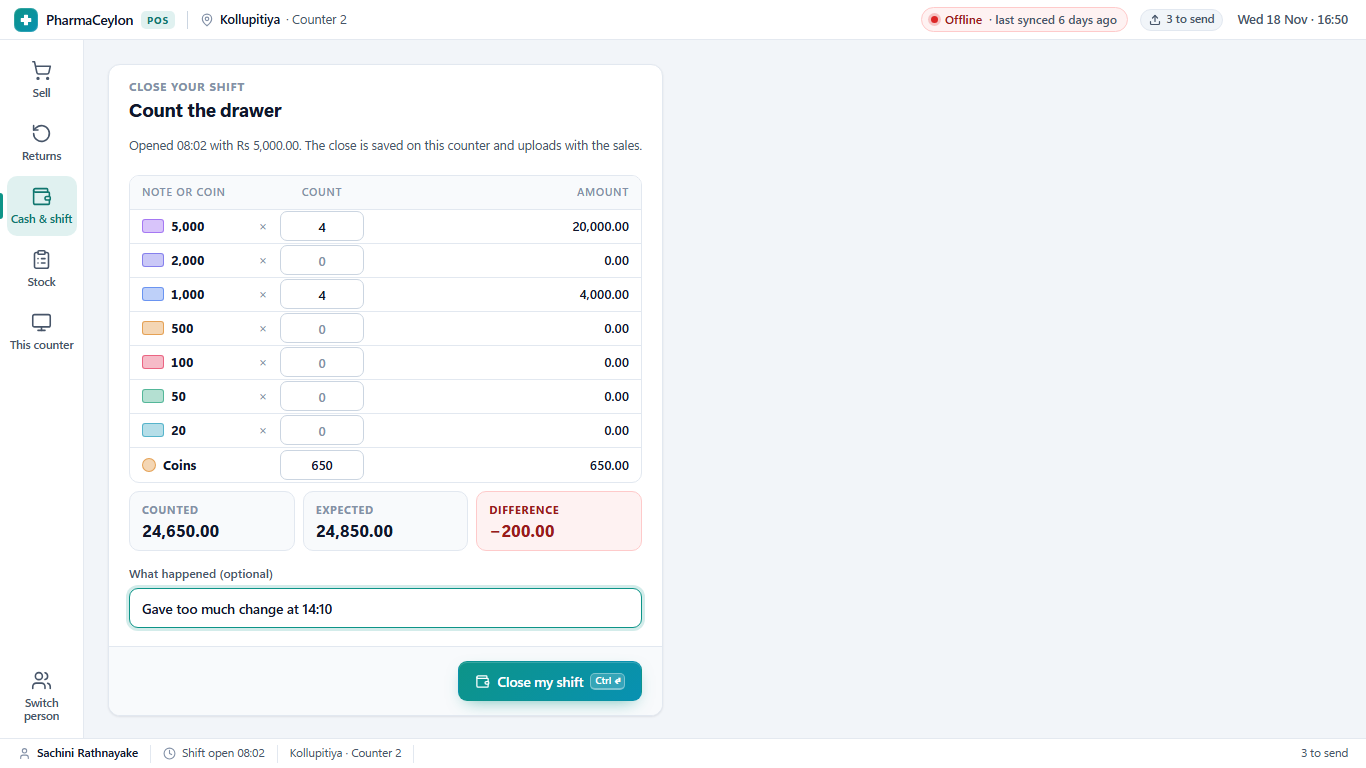 PharmaCeylon POS Kollupitiya · Counter 2 Offline · last synced 6 days ago 3 to send Wed 18 Nov · 16:50
Sell
Returns
Cash & shift
Stock
This counter
Switch
person
CLOSE YOUR SHIFT
Count the drawer
Opened 08:02 with Rs 5,000.00. The close is saved on this counter and uploads with the sales.
NOTE OR COIN COUNT AMOUNT
5,000 × 4 20,000.00
2,000 × 0 0.00
1,000 × 4 4,000.00
500 × 0 0.00
100 × 0 0.00
50 × 0 0.00
20 × 0 0.00
Coins 650 650.00
COUNTED EXPECTED DIFFERENCE
24,650.00 24,850.00 −200.00
What happened (optional)
Gave too much change at 14:10
Close my shift Ctrl ⏎
Sachini Rathnayake Shift open 08:02 Kollupitiya · Counter 2 3 to send